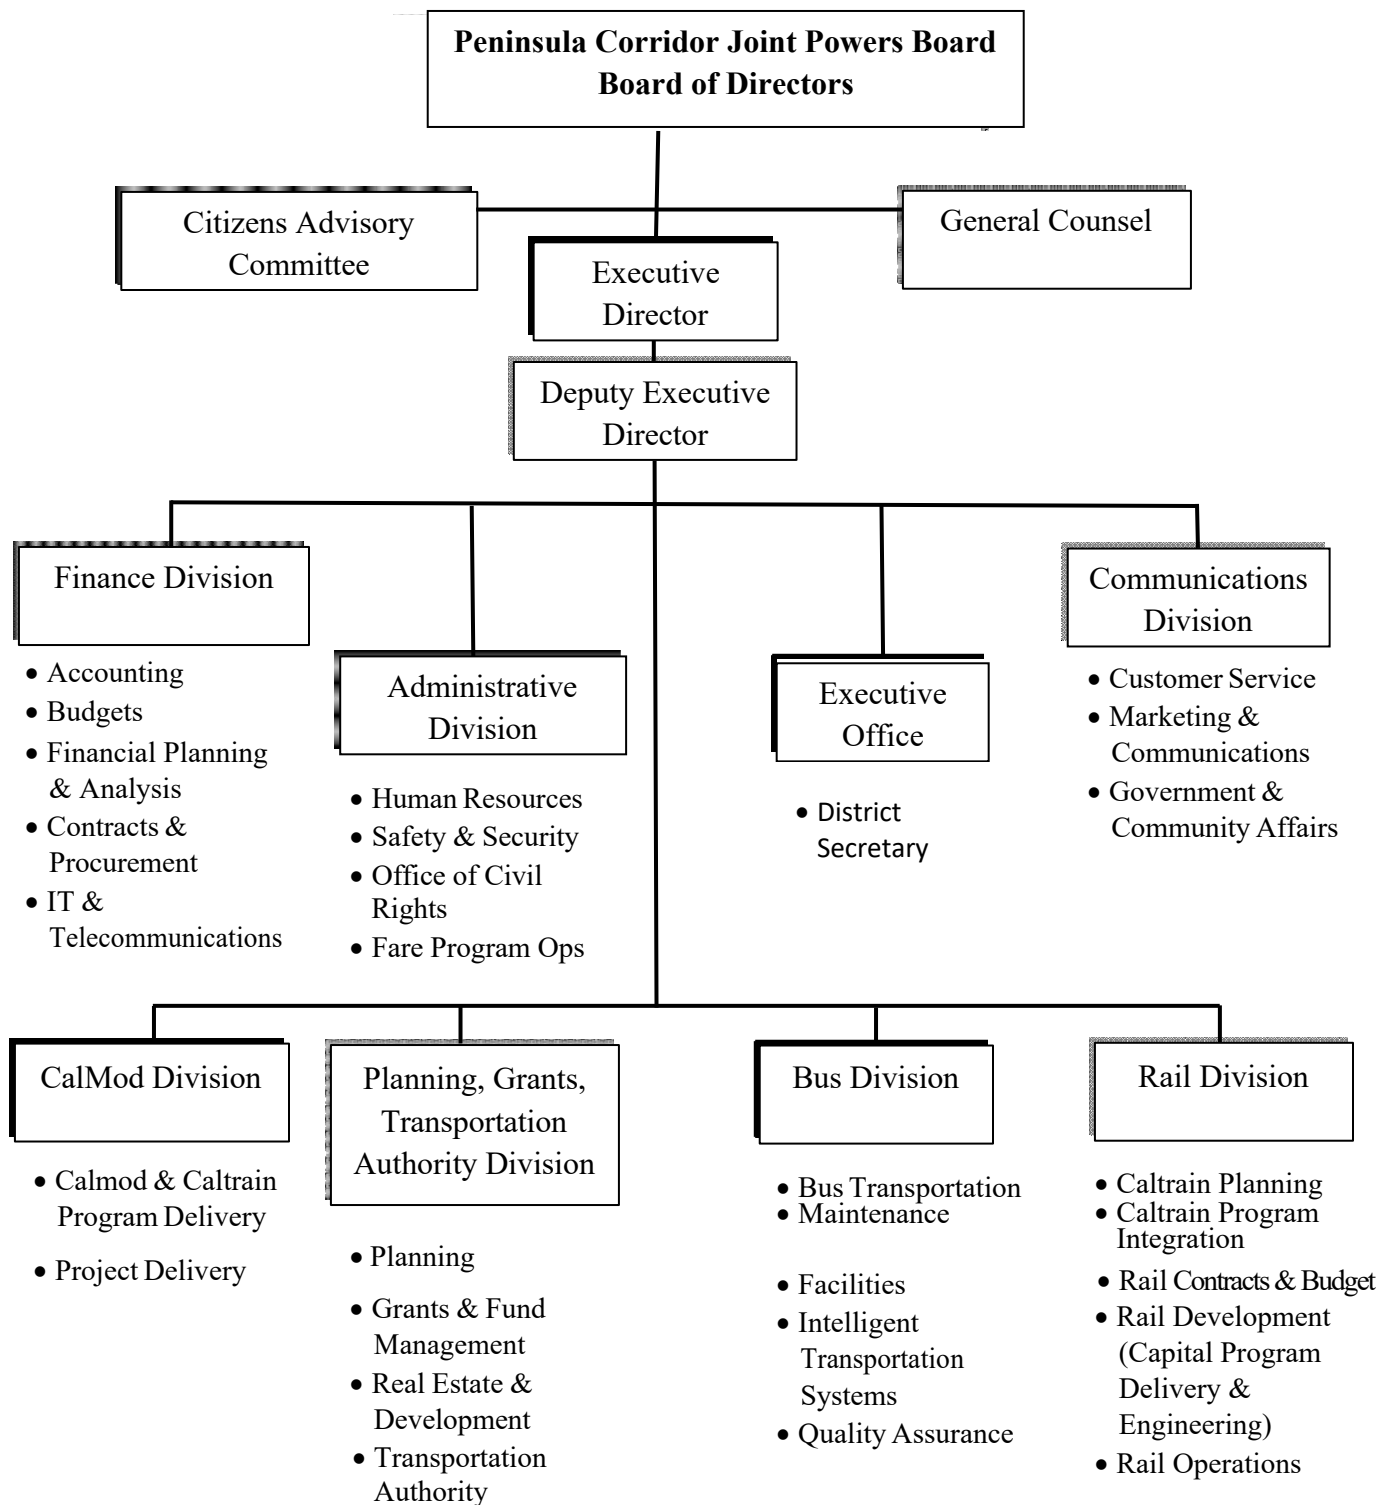 Peninsula Corridor Joint Powers Board
Board of Directors
Citizens Advisory
Committee
General Counsel
Executive
Director
Deputy Executive
Director
Finance Division
• Accounting
• Budgets
• Financial Planning
& Analysis
• Contracts &
Procurement
• IT &
Telecommunications
Administrative
Division
• Human Resources
• Safety & Security
• Office of Civil
Rights
• Fare Program Ops
Executive
Office
• District
Secretary
Communications
Division
• Customer Service
• Marketing &
Communications
• Government &
Community Affairs
CalMod Division
• Calmod & Caltrain
Program Delivery
• Project Delivery
Planning, Grants,
Transportation
Authority Division
• Planning
• Grants & Fund
Management
• Real Estate &
Development
• Transportation
Authority
Bus Division
• Bus Transportation
• Maintenance
• Facilities
• Intelligent
Transportation
Systems
• Quality Assurance
Rail Division
• Caltrain Planning
• Caltrain Program
Integration
• Rail Contracts & Budget
• Rail Development
(Capital Program
Delivery &
Engineering)
• Rail Operations